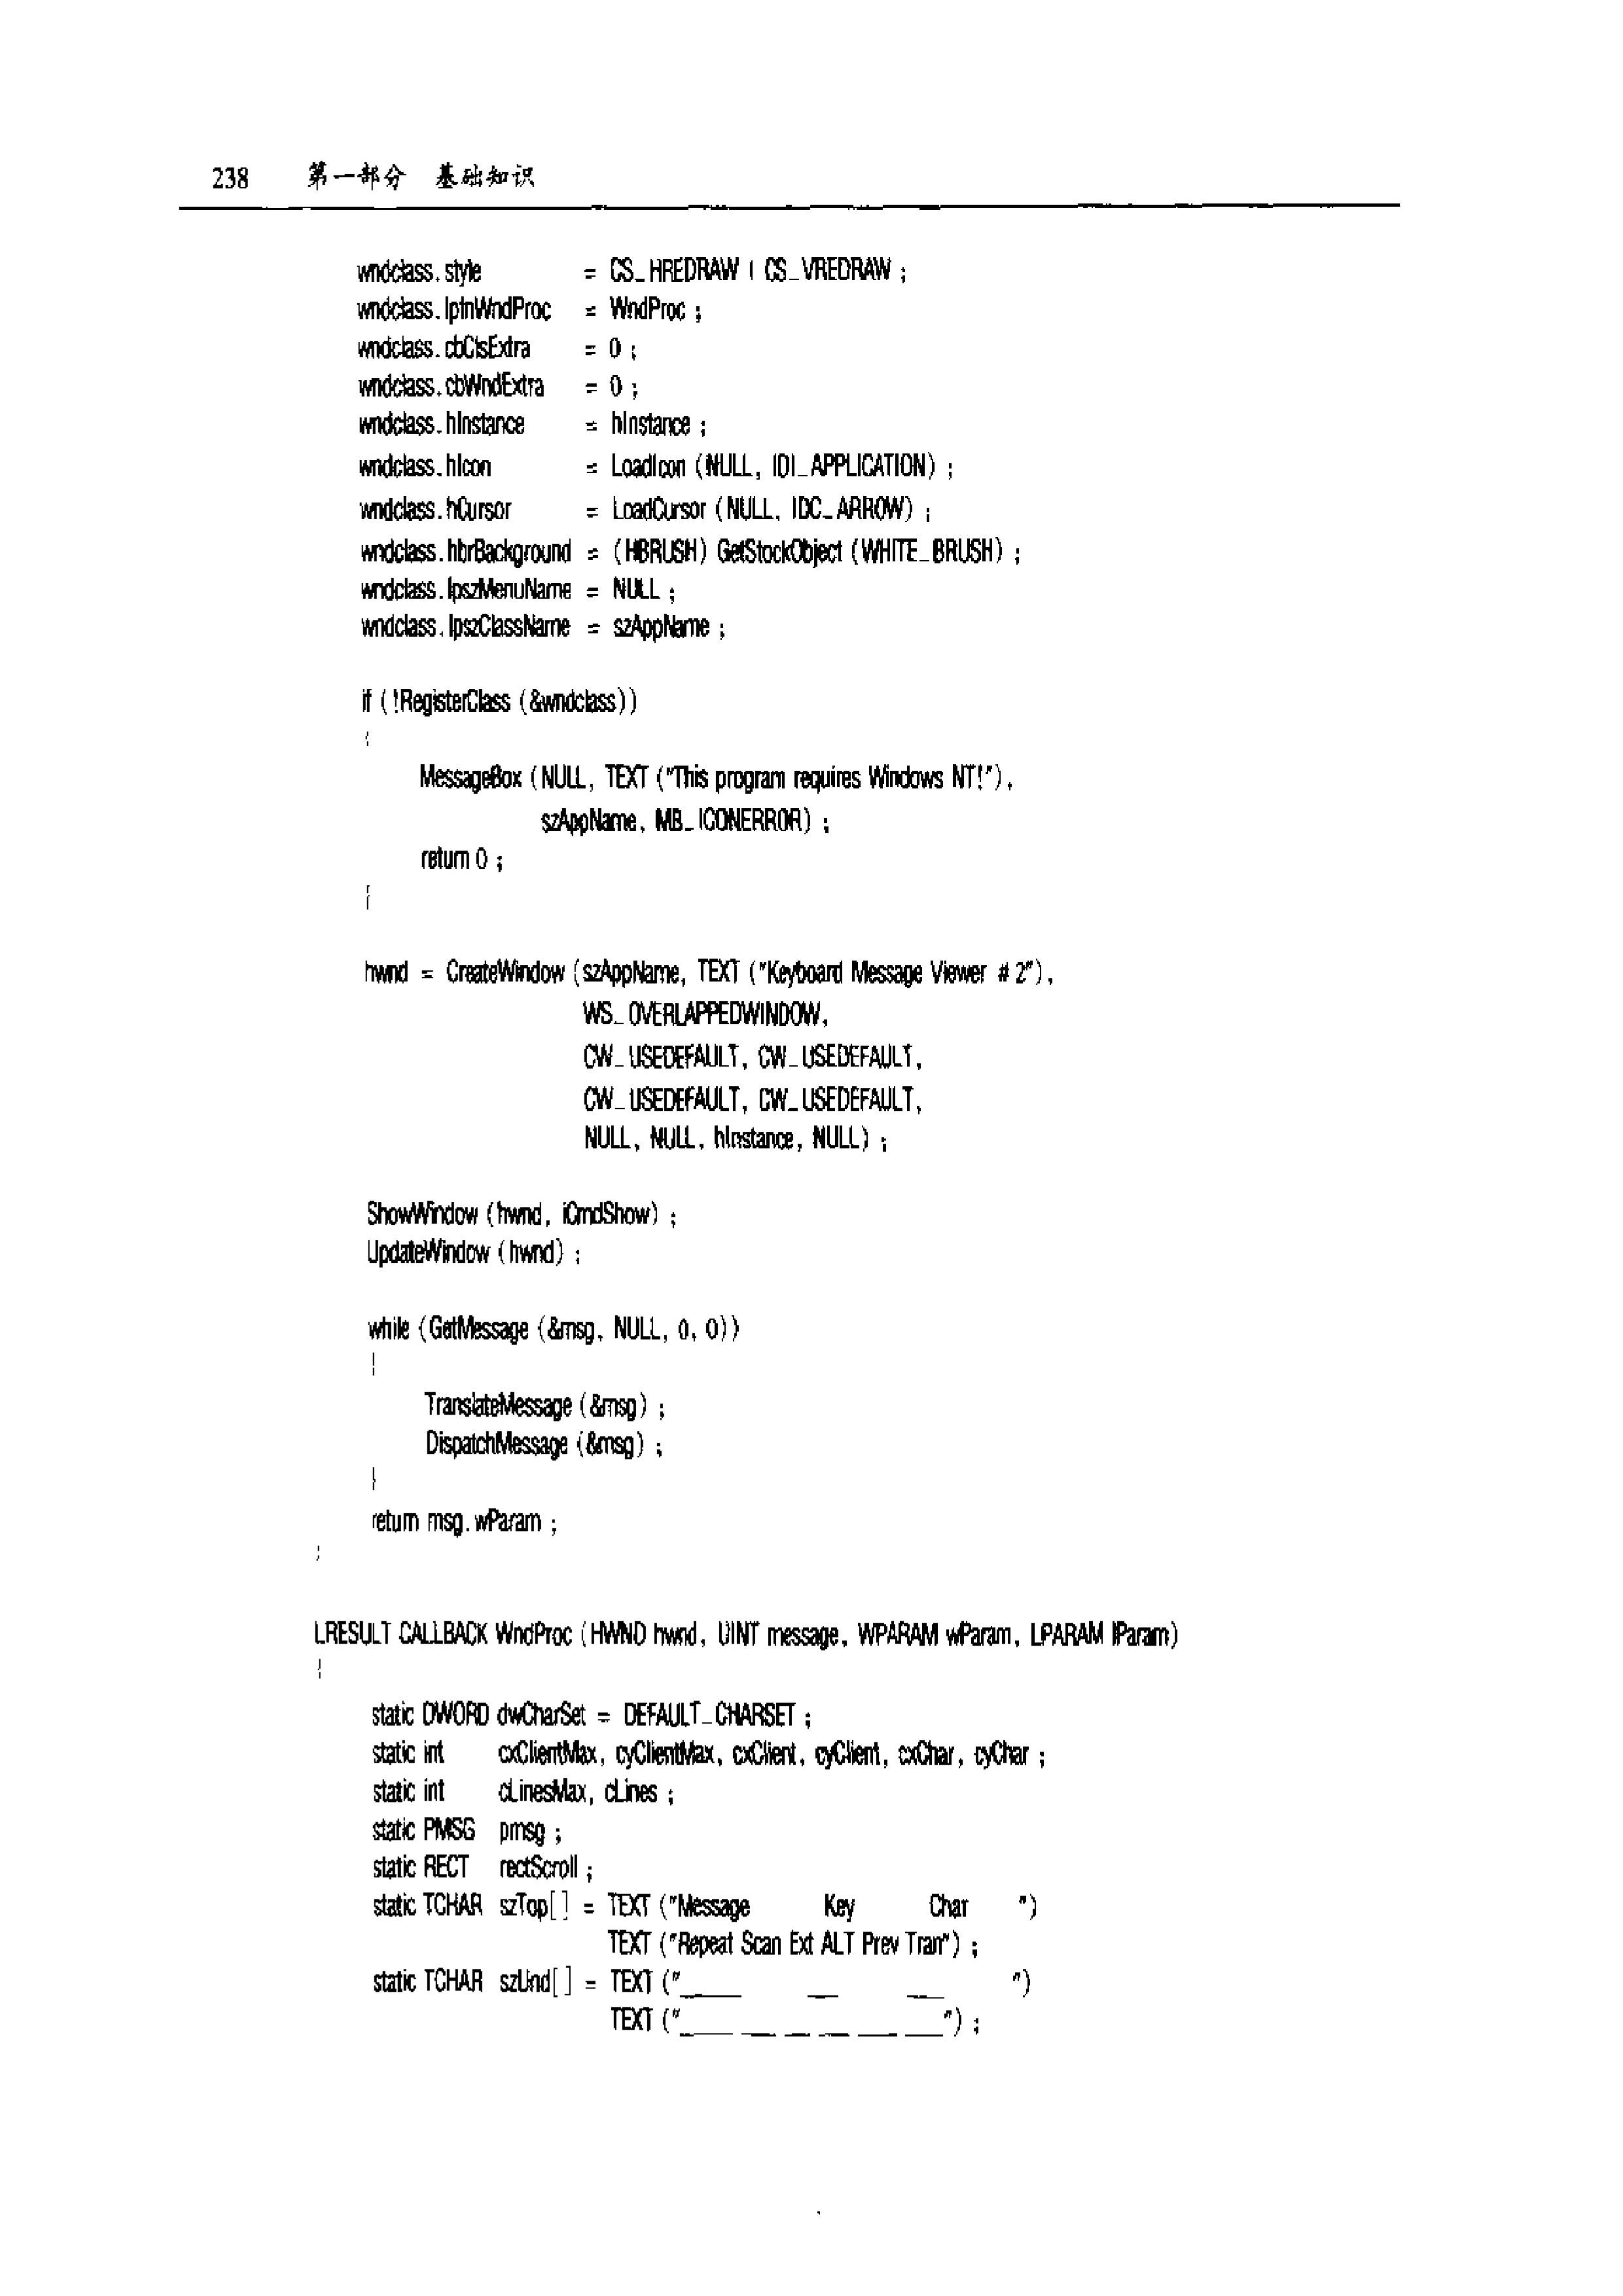 238 第一部分 基础知识
wndclass.style = CS_HREDRAW | CS_VREDRAW ;
wndclass.lpfnWndProc = WndProc ;
wndclass.cbClsExtra = 0 ;
wndclass.cbWndExtra = 0 ;
wndclass.hInstance = hInstance ;
wndclass.hIcon = LoadIcon (NULL, IDI_APPLICATION) ;
wndclass.hCursor = LoadCursor (NULL, IDC_ARROW) ;
wndclass.hbrBackground = (HBRUSH) GetStockObject (WHITE_BRUSH) ;
wndclass.lpszMenuName = NULL ;
wndclass.lpszClassName = szAppName ;
if (!RegisterClass (&wndclass))
{
MessageBox (NULL, TEXT ("This program requires Windows NT!"),
szAppName, MB_ICONERROR) ;
return 0 ;
}
hwnd = CreateWindow (szAppName, TEXT ("Keyboard Message Viewer #2"),
WS_OVERLAPPEDWINDOW,
CW_USEDEFAULT, CW_USEDEFAULT,
CW_USEDEFAULT, CW_USEDEFAULT,
NULL, NULL, hInstance, NULL) ;
ShowWindow (hwnd, iCmdShow) ;
UpdateWindow (hwnd) ;
while (GetMessage (&msg, NULL, 0, 0))
{
TranslateMessage (&msg) ;
DispatchMessage (&msg) ;
}
return msg.wParam ;
}
LRESULT CALLBACK WndProc (HWND hwnd, UINT message, WPARAM wParam, LPARAM lParam)
{
static DWORD dwCharSet = DEFAULT_CHARSET ;
static int cxClientMax, cyClientMax, cxClient, cyClient, cxChar, cyChar ;
static int cLinesMax, cLines ;
static PMSG pmsg ;
static RECT rectScroll ;
static TCHAR szTop[] = TEXT ("Message Key Char ")
TEXT ("Repeat Scan Ext ALT Prev Tran") ;
static TCHAR szUnd[] = TEXT ("_____ __ ___ ")
TEXT ("_____ ___ __ __ ___ ___") ;